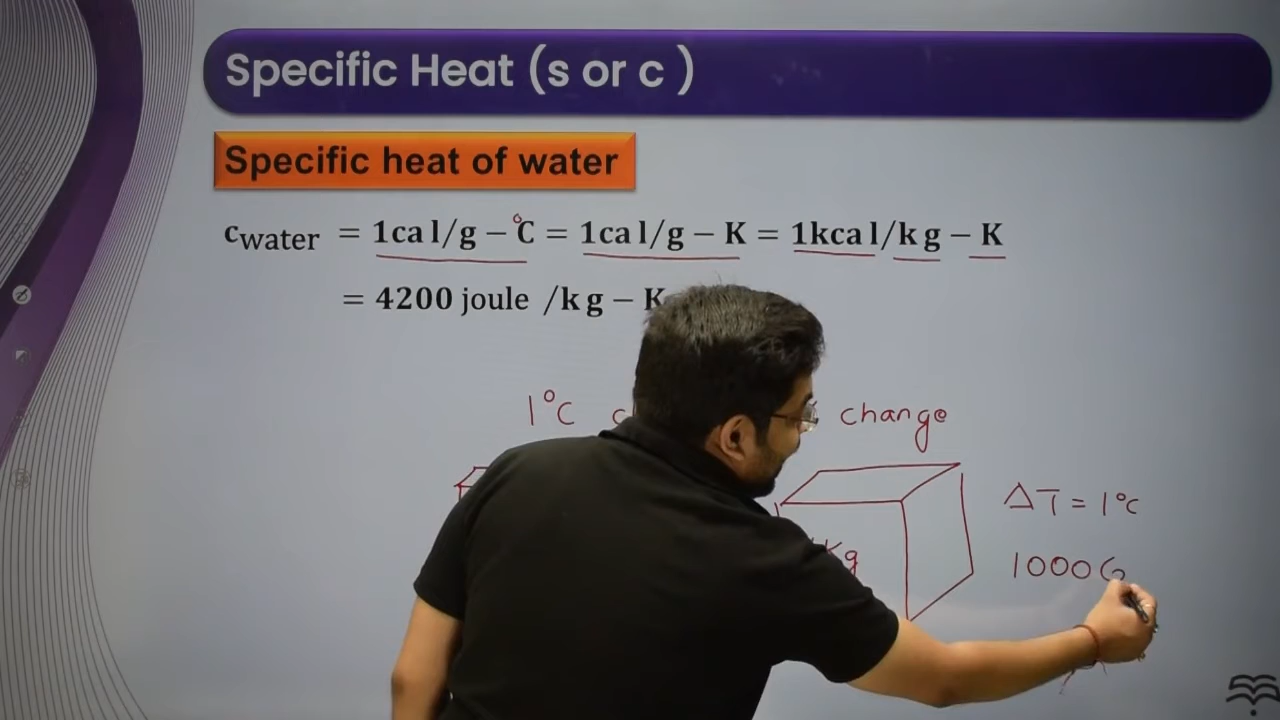 Specific Heat (s or c )
Specific heat of water
cwater = 1cal/g – °C = 1cal/g – K = 1kcal/kg – K
= 4200 joule /kg – K
1°C change
ΔT = 1°C
Kg
1000